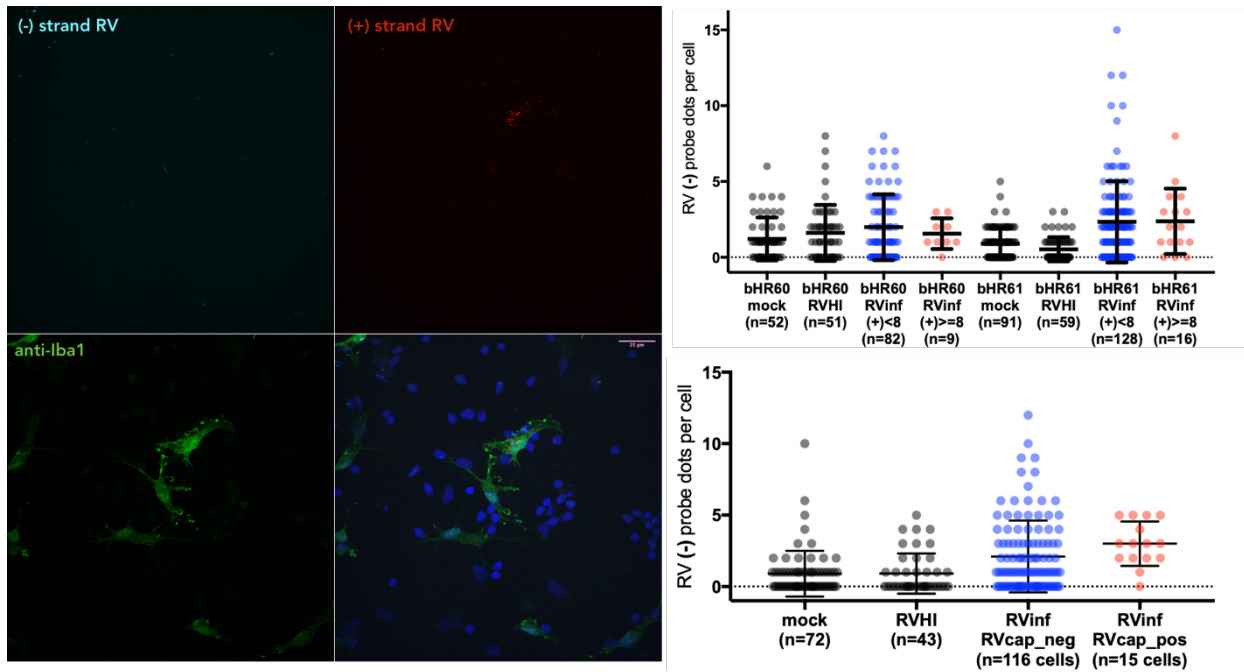 (-) strand RV
(+) strand RV
anti-Iba1
25 μm
RV (-) probe dots per cell
15
10
5
0
bHR60 bHR60 bHR60 bHR60 bHR61 bHR61 bHR61 bHR61
mock RVHI RVinf RVinf mock RVHI RVinf RVinf
(n=52) (n=51) (+)<8 (+)>=8 (n=91) (n=59) (+)<8 (+)>=8
(n=82) (n=9) (n=128) (n=16)
RV (-) probe dots per cell
15
10
5
0
mock RVHI RVinf RVinf
(n=72) (n=43) RVcap_neg RVcap_pos
(n=116 cells) (n=15 cells)